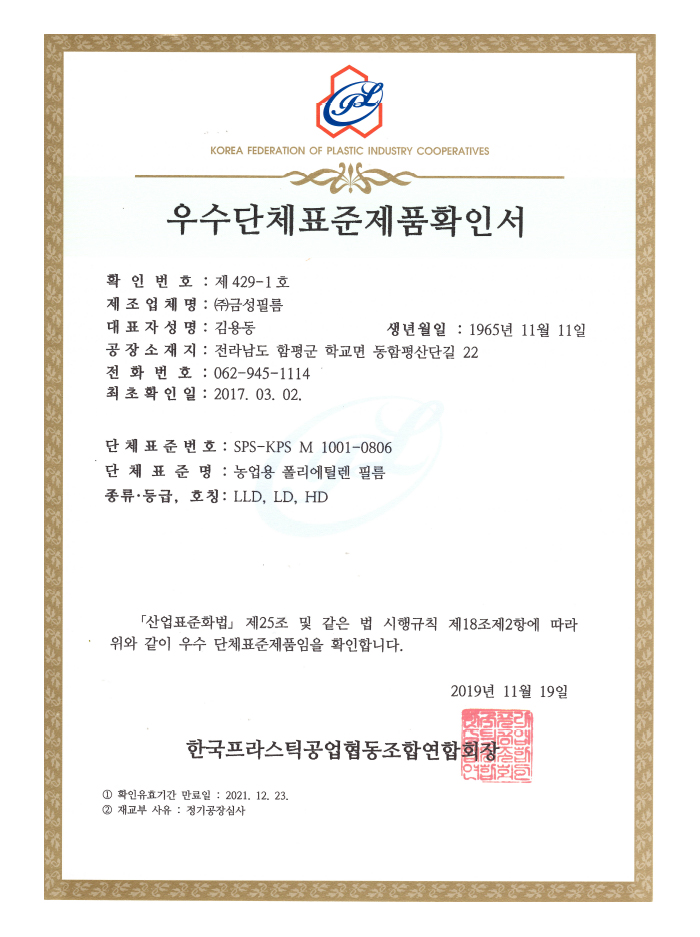 KOREA FEDERATION OF PLASTIC INDUSTRY COOPERATIVES
우수단체표준제품확인서
확 인 번 호 : 제 429-1 호
제 조 업 체 명 : ㈜금성필름
대 표 자 성 명 : 김용동 생년월일 : 1965년 11월 11일
공 장 소 재 지 : 전라남도 함평군 학교면 동함평산단길 22
전 화 번 호 : 062-945-1114
최 초 확 인 일 : 2017. 03. 02.
단 체 표 준 번 호 : SPS-KPS M 1001-0806
단 체 표 준 명 : 농업용 폴리에틸렌 필름
종류·등급, 호칭 : LLD, LD, HD
「산업표준화법」 제25조 및 같은 법 시행규칙 제18조제2항에 따라
위와 같이 우수 단체표준제품임을 확인합니다.
2019년 11월 19일
한국프라스틱공업협동조합연합회장
① 확인유효기간 만료일 : 2021. 12. 23.
② 재교부 사유 : 정기공장심사